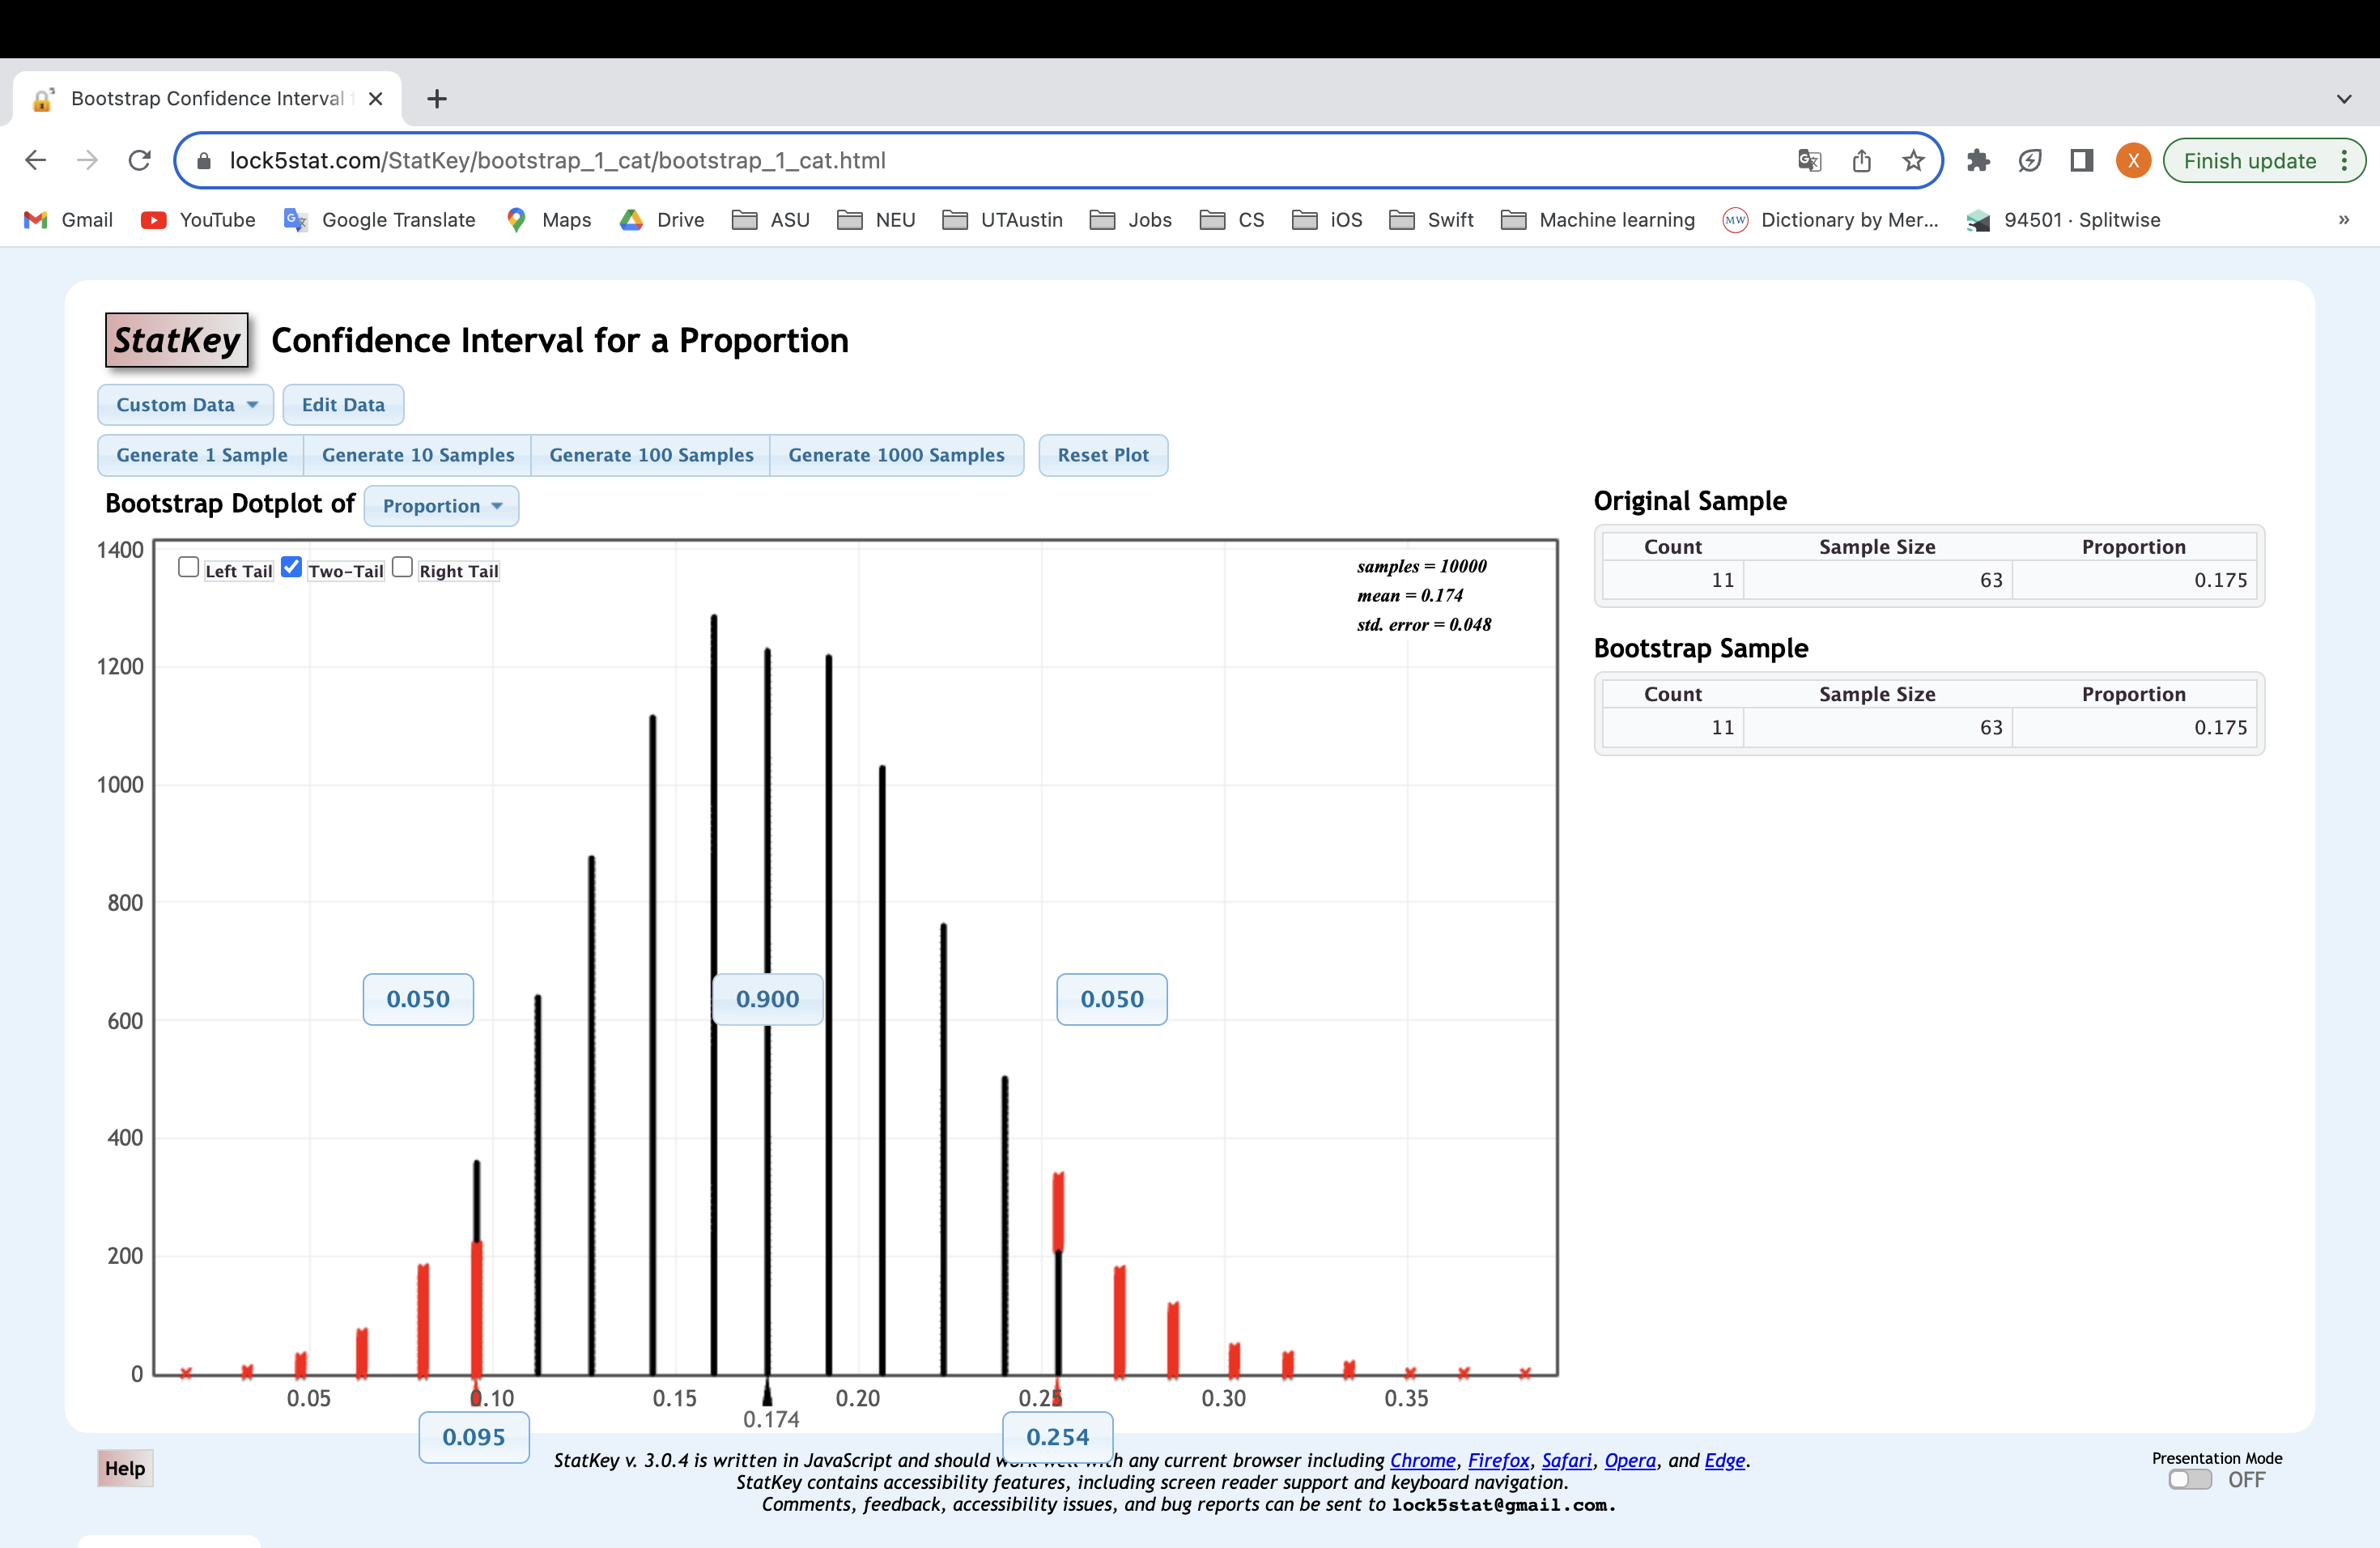 Bootstrap Confidence Interval
lock5stat.com/StatKey/bootstrap_1_cat/bootstrap_1_cat.html
X
Finish update
Gmail YouTube Google Translate Maps Drive ASU NEU UTAustin Jobs CS iOS Swift Machine learning MW Dictionary by Mer... 94501 · Splitwise »
StatKey Confidence Interval for a Proportion
Custom Data Edit Data
Generate 1 Sample Generate 10 Samples Generate 100 Samples Generate 1000 Samples Reset Plot
Bootstrap Dotplot of Proportion
Left Tail Two-Tail Right Tail
samples = 10000
mean = 0.174
std. error = 0.048
1400
1200
1000
800
600
400
200
0
0.050 0.900 0.050
0.05 0.10 0.15 0.20 0.25 0.30 0.35
0.174
0.095 0.254
Original Sample
Count Sample Size Proportion
11 63 0.175
Bootstrap Sample
Count Sample Size Proportion
11 63 0.175
Help
StatKey v. 3.0.4 is written in JavaScript and should work well with any current browser including Chrome, Firefox, Safari, Opera, and Edge.
StatKey contains accessibility features, including screen reader support and keyboard navigation.
Comments, feedback, accessibility issues, and bug reports can be sent to lock5stat@gmail.com.
Presentation Mode
OFF